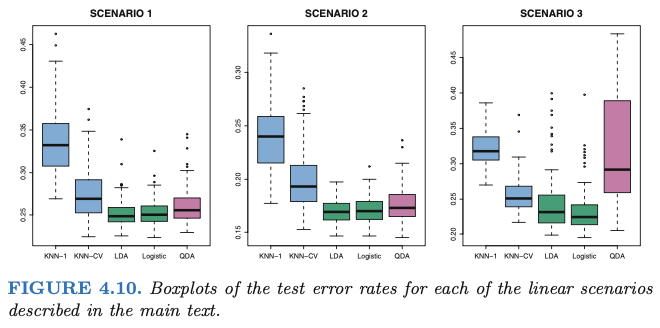 SCENARIO 1
SCENARIO 2
SCENARIO 3
0.45
0.40
0.35
0.30
0.25
KNN−1
KNN−CV
LDA
Logistic
QDA
0.30
0.25
0.20
0.15
KNN−1
KNN−CV
LDA
Logistic
QDA
0.45
0.40
0.35
0.30
0.25
0.20
KNN−1
KNN−CV
LDA
Logistic
QDA
FIGURE 4.10. Boxplots of the test error rates for each of the linear scenarios
described in the main text.